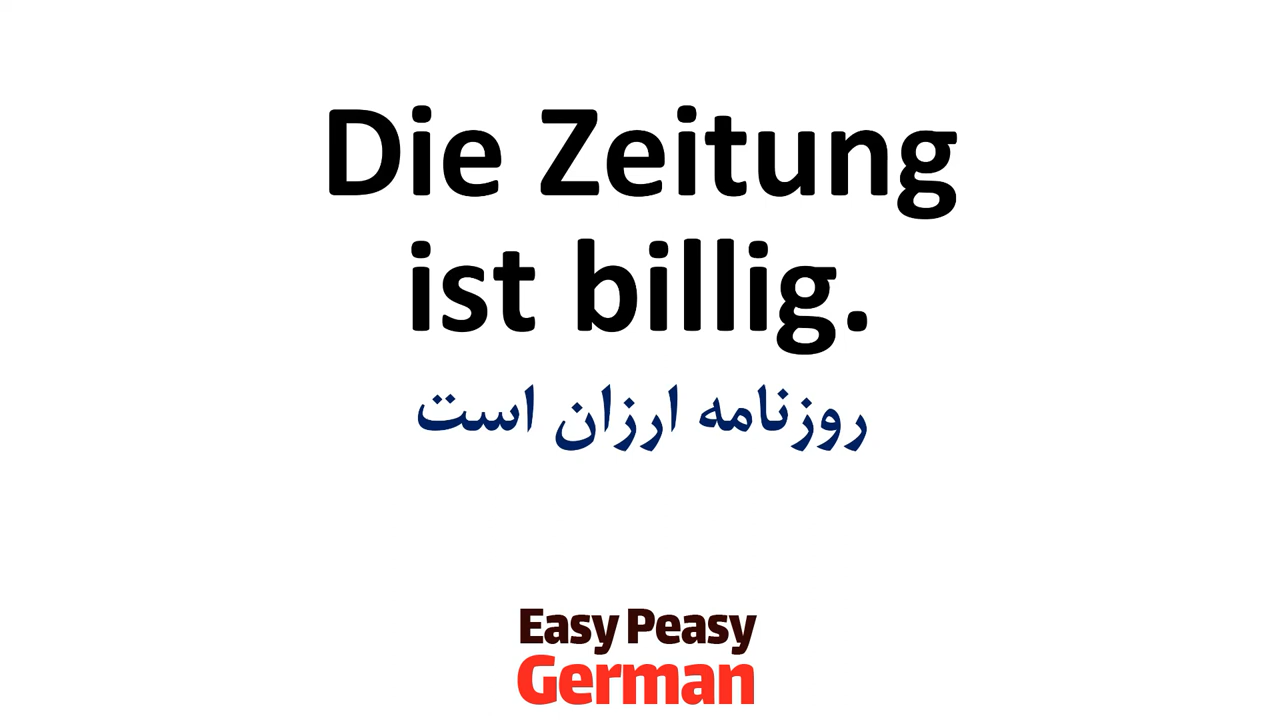 Die Zeitung
ist billig.
روزنامه ارزان است
Easy Peasy
German